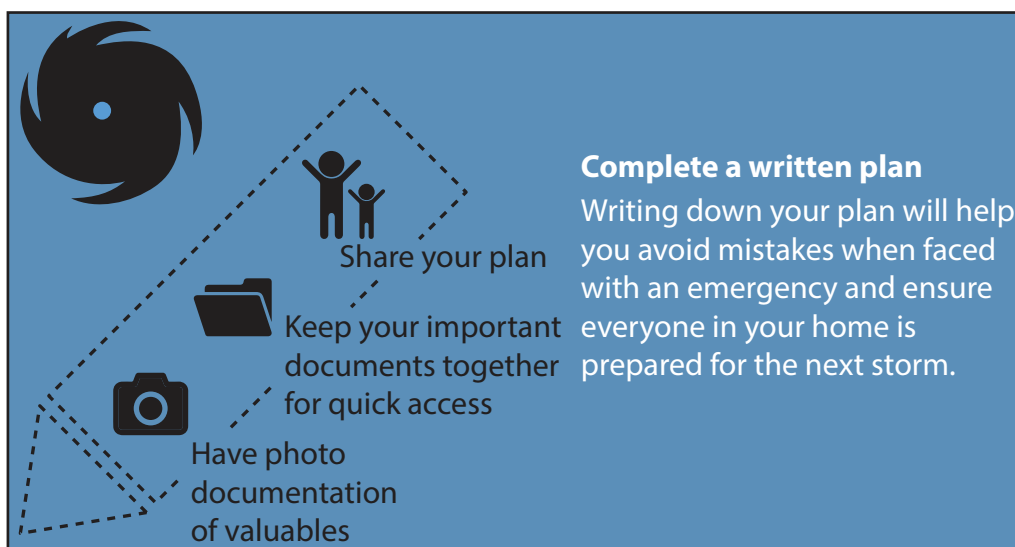 Share your plan
Keep your important
documents together
for quick access
Have photo
documentation
of valuables
Complete a written plan
Writing down your plan will help
you avoid mistakes when faced
with an emergency and ensure
everyone in your home is
prepared for the next storm.